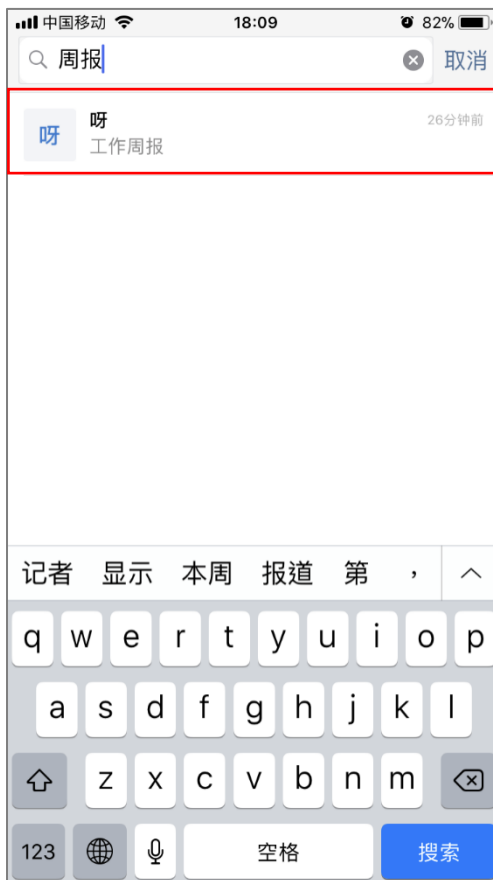 中国移动 18:09 82%
周报 取消
呀 呀 26分钟前
工作周报
记者 显示 本周 报道 第 ，
q w e r t y u i o p
a s d f g h j k l
z x c v b n m
123 空格 搜索